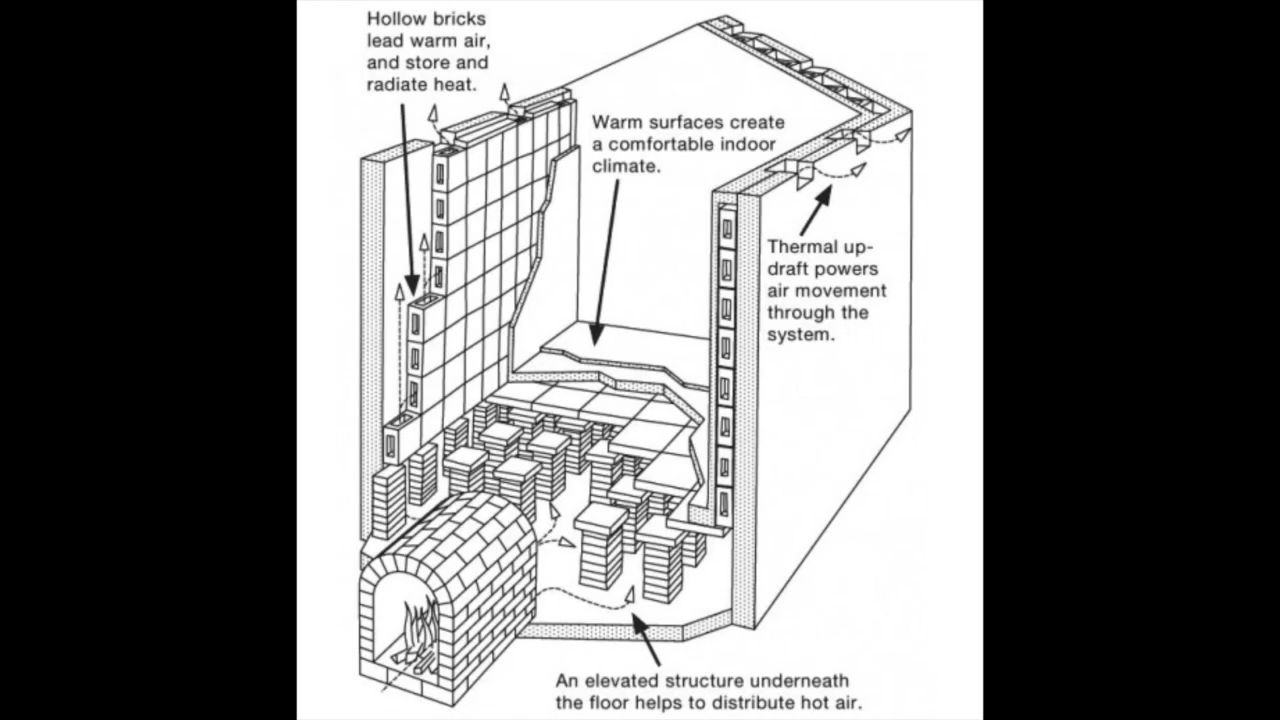 Hollow bricks
lead warm air,
and store and
radiate heat.
Warm surfaces create
a comfortable indoor
climate.
Thermal up-
draft powers
air movement
through the
system.
An elevated structure underneath
the floor helps to distribute hot air.